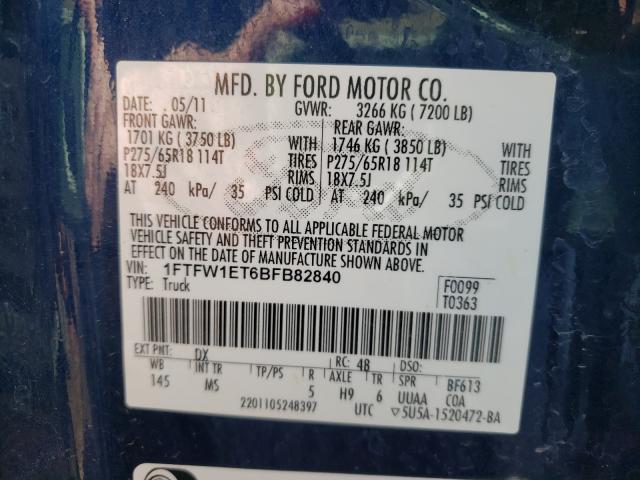 MFD. BY FORD MOTOR CO.
DATE: 05/11 GVWR: 3266 KG ( 7200 LB)
FRONT GAWR: REAR GAWR:
1701 KG ( 3750 LB) WITH 1746 KG ( 3850 LB) WITH
P275/65R18 114T TIRES P275/65R18 114T TIRES
18X7.5J RIMS 18X7.5J RIMS
AT 240 kPa/ 35 PSI COLD AT 240 kPa/ 35 PSI COLD
THIS VEHICLE CONFORMS TO ALL APPLICABLE FEDERAL MOTOR
VEHICLE SAFETY AND THEFT PREVENTION STANDARDS IN
EFFECT ON THE DATE OF MANUFACTURE SHOWN ABOVE.
VIN: 1FTFW1ET6BFB82840 F0099
TYPE: Truck T0363
EXT PNT: DX RC: 48 DSO:
WB INT TR TP/PS R AXLE TR SPR BF613
145 MS 5 H9 6 UUAA COA
2201105248397 UTC ▽5U5A-1520472-BA